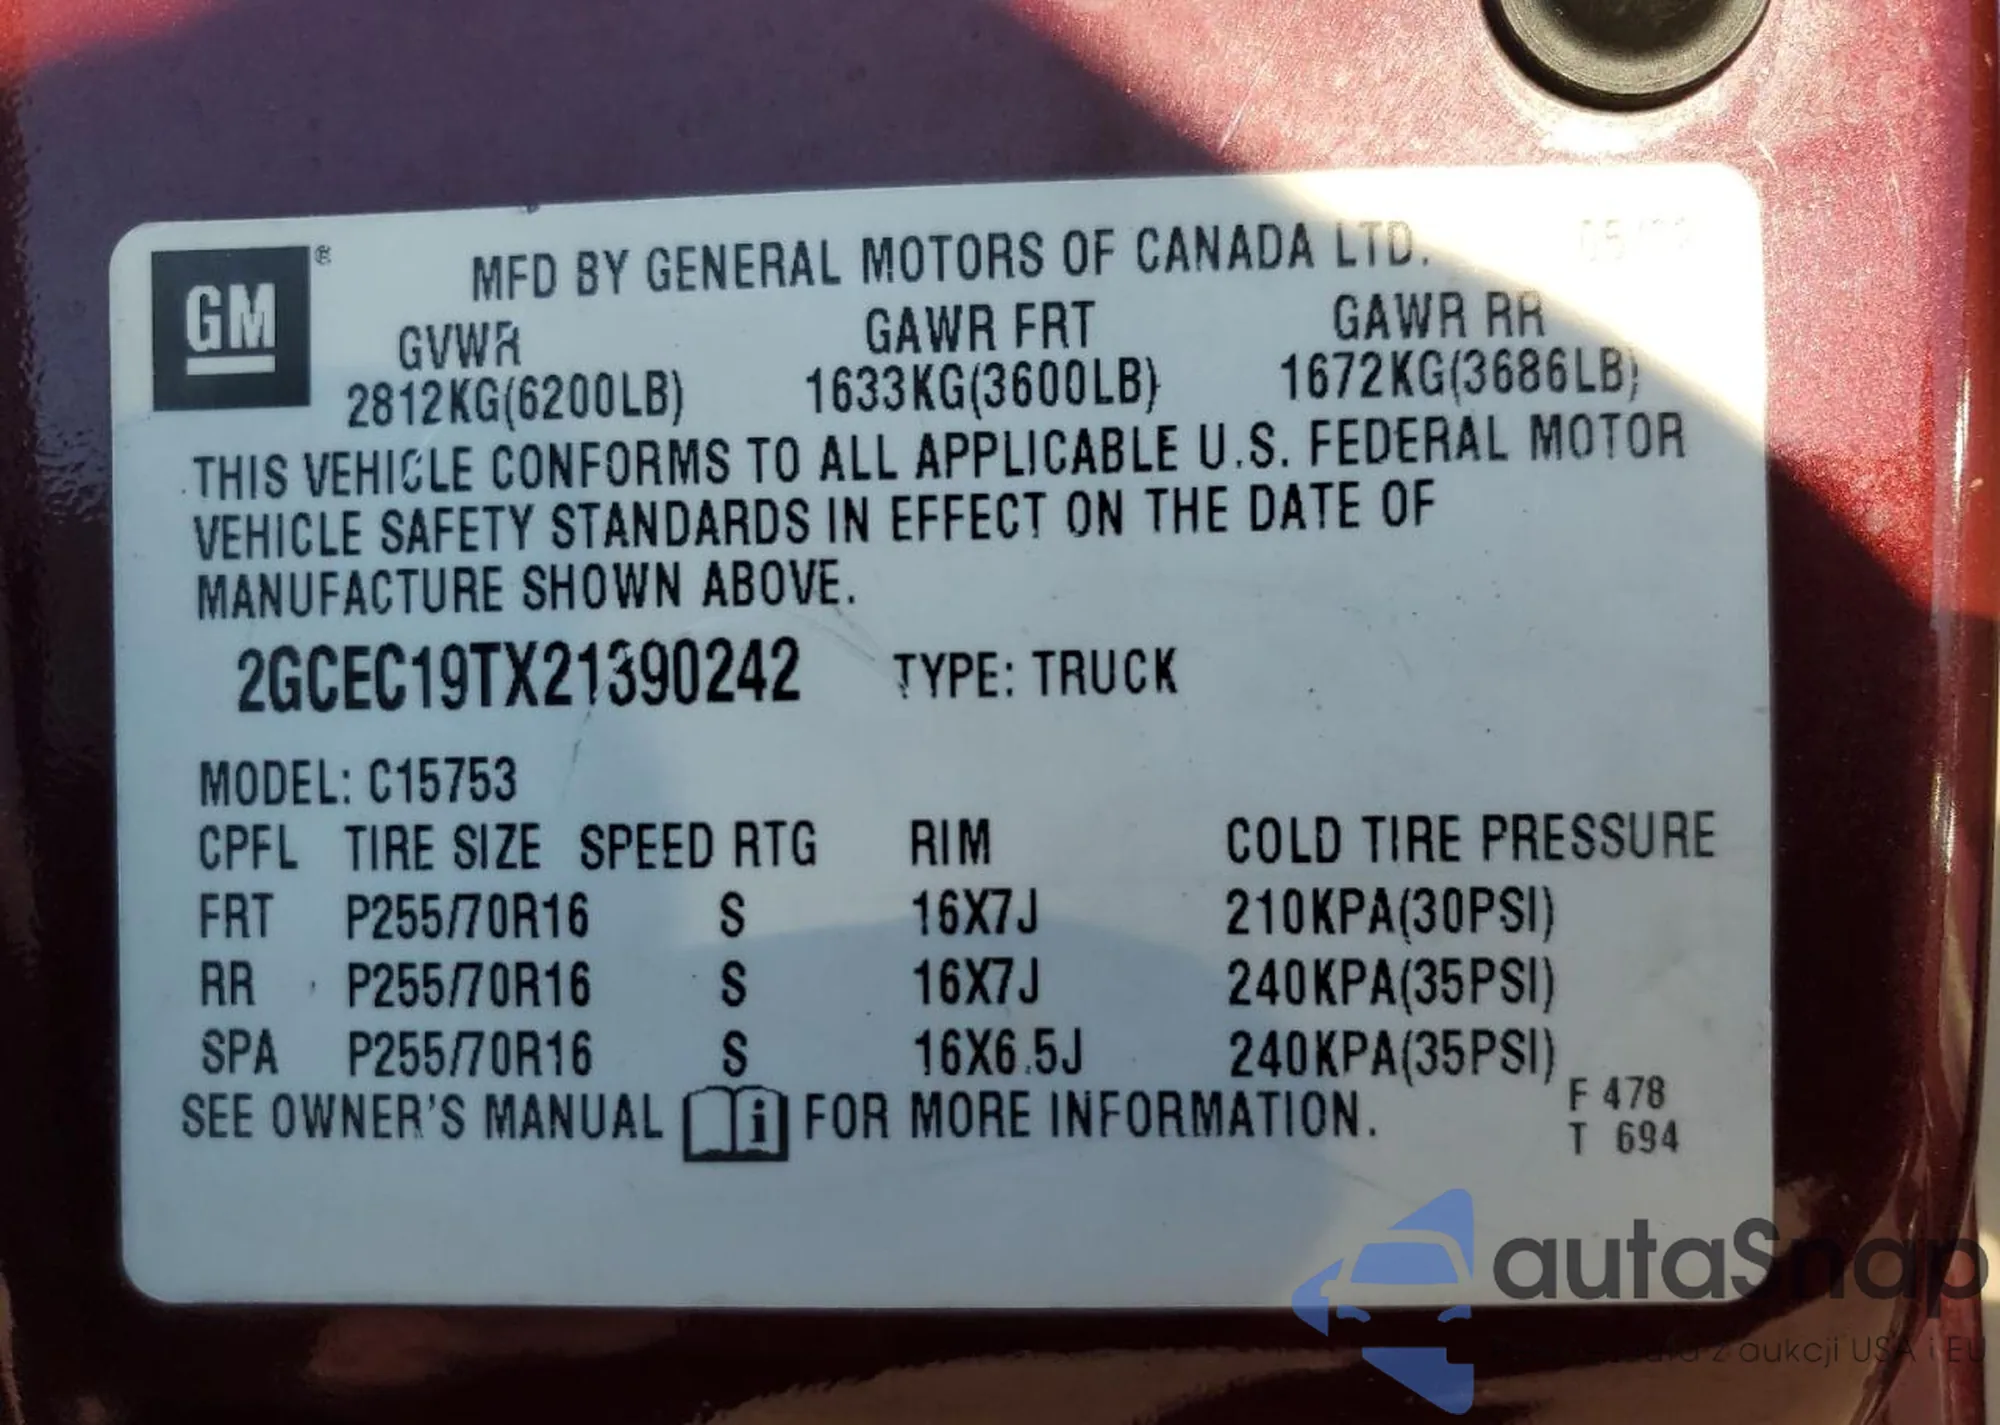 GM ®
MFD BY GENERAL MOTORS OF CANADA LTD.
GVWR GAWR FRT GAWR RR
2812KG(6200LB) 1633KG(3600LB) 1672KG(3686LB)
THIS VEHICLE CONFORMS TO ALL APPLICABLE U.S. FEDERAL MOTOR
VEHICLE SAFETY STANDARDS IN EFFECT ON THE DATE OF
MANUFACTURE SHOWN ABOVE.
2GCEC19TX21390242 TYPE: TRUCK
MODEL: C15753
CPFL TIRE SIZE SPEED RTG RIM COLD TIRE PRESSURE
FRT P255/70R16 S 16X7J 210KPA(30PSI)
RR P255/70R16 S 16X7J 240KPA(35PSI)
SPA P255/70R16 S 16X6.5J 240KPA(35PSI)
SEE OWNER'S MANUAL i FOR MORE INFORMATION.
F 478
T 694
autaSnap
z aukcji USA i EU